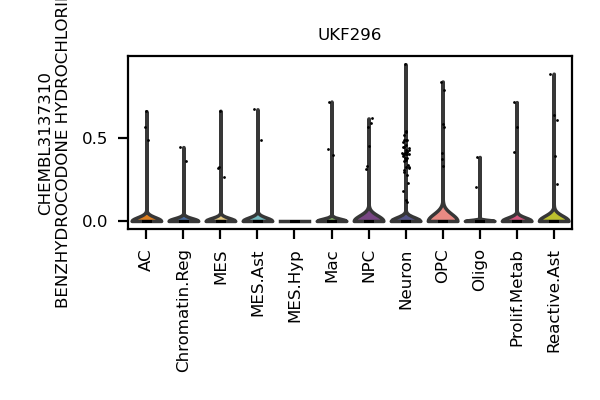 UKF296
CHEMBL3137310
BENZHYDROCODONE HYDROCHLORI
0.5
0.0
AC
Chromatin.Reg
MES
MES.Ast
MES.Hyp
Mac
NPC
Neuron
OPC
Oligo
Prolif.Metab
Reactive.Ast